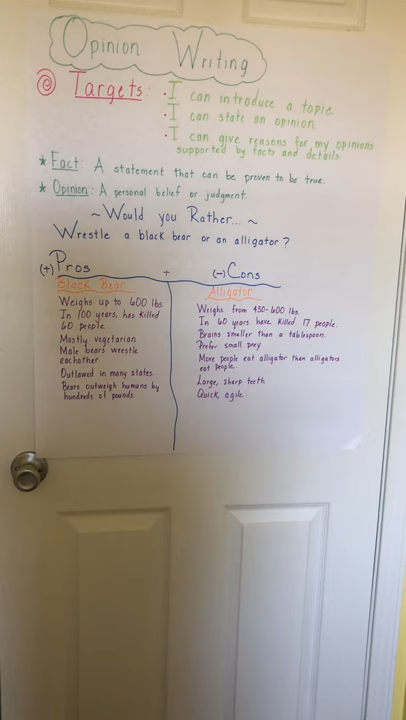 Opinion Writing
Targets:
• I can introduce a topic.
• I can state an opinion.
• I can give reasons for my opinions
supported by facts and details.
* Fact: A statement that can be proven to be true.
* Opinion: A personal belief or judgment.
~ Would you Rather... ~
Wrestle a black bear or an alligator?
(+) Pros + (-) Cons
Black Bear
Weighs up to 600 lbs.
In 100 years, has killed
60 people.
Mostly vegetarian
Male bears wrestle
eachother.
Outlawed in many states.
Bears outweigh humans by
hundreds of pounds.
Alligator
Weighs from 450-600 lbs.
In 60 years have killed 17 people.
Brains smaller than a tablespoon.
Prefer small prey
More people eat alligator than alligators
eat people.
Large, sharp teeth
Quick, agile.